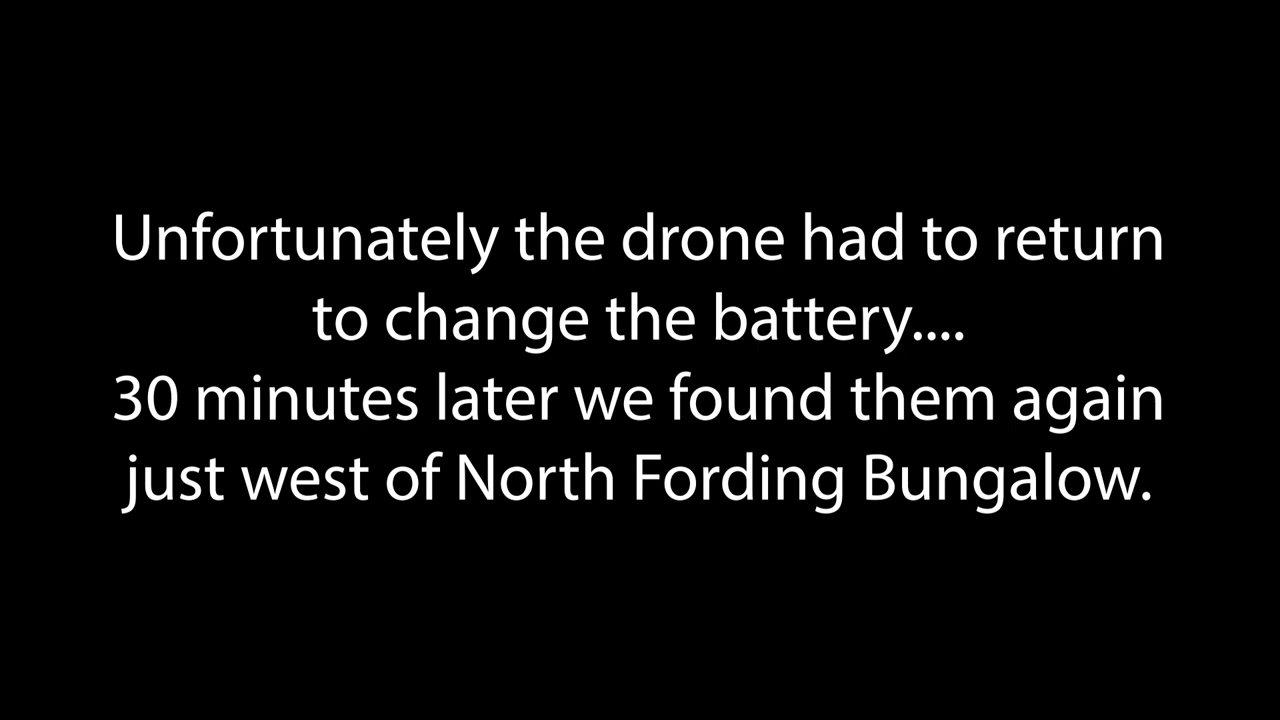 Unfortunately the drone had to return
to change the battery....
30 minutes later we found them again
just west of North Fording Bungalow.